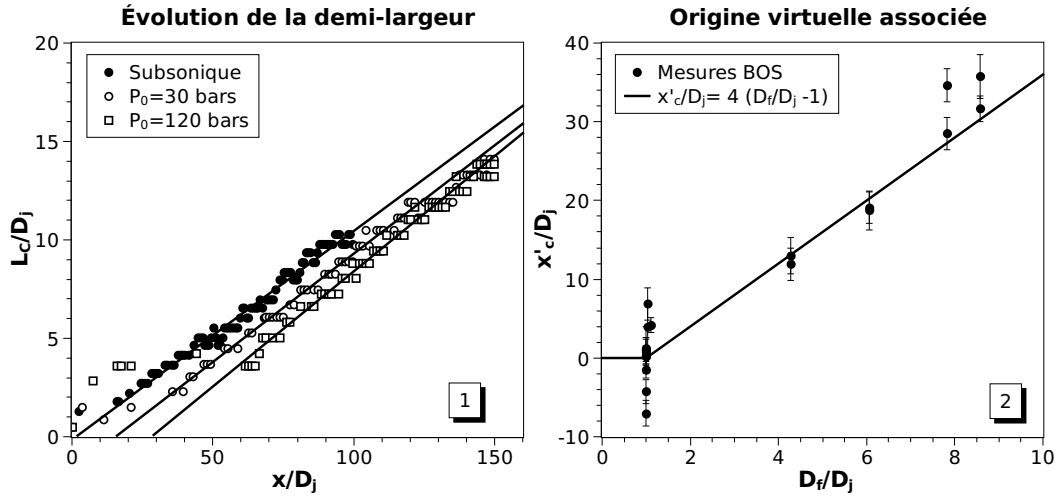 Évolution de la demi-largeur
20
15
10
5
0
L_C/D_j
Subsonique
P₀=30 bars
P₀=120 bars
1
0
50
100
150
x/D_j
Origine virtuelle associée
40
30
20
10
0
-10
x'_c/D_j
Mesures BOS
x'_c/D_j= 4 (D_f/D_j -1)
2
0
2
4
6
8
10
D_f/D_j